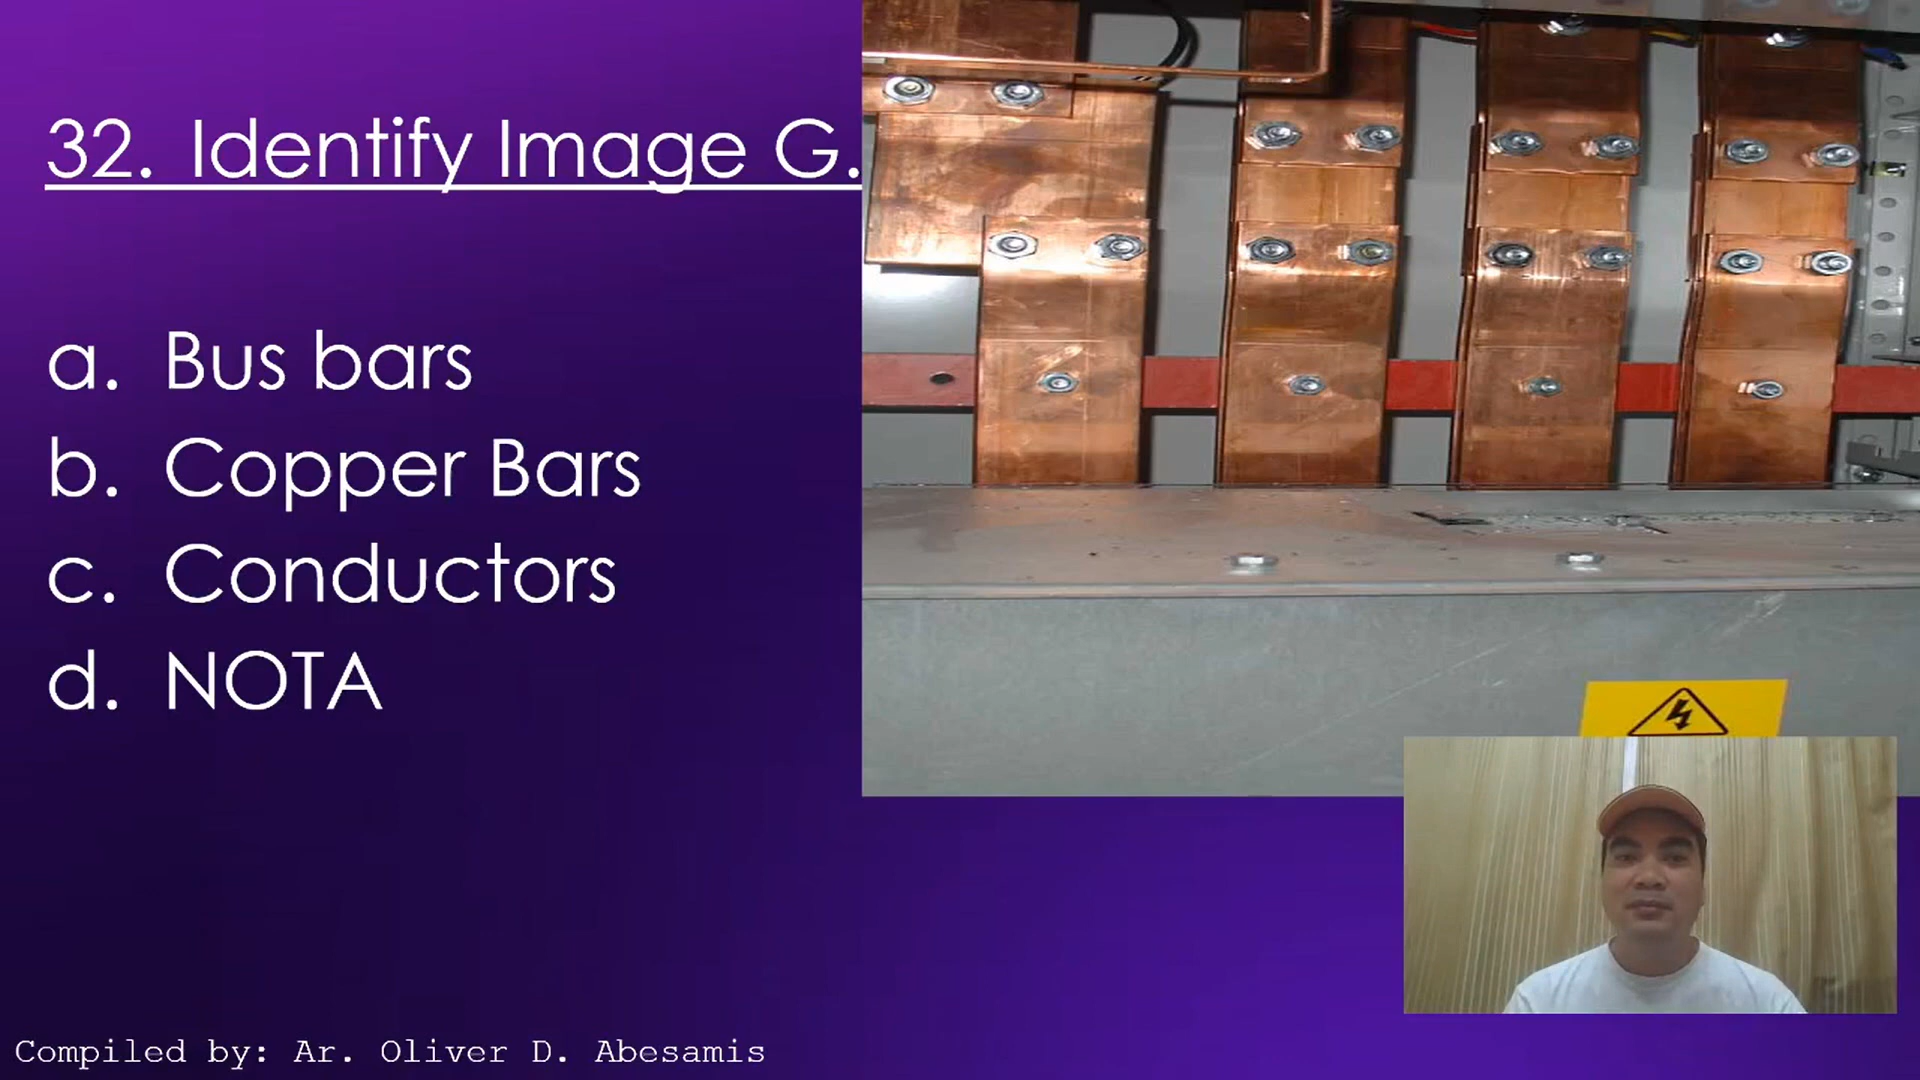 32. Identify Image G.
a. Bus bars
b. Copper Bars
c. Conductors
d. NOTA
Compiled by: Ar. Oliver D. Abesamis